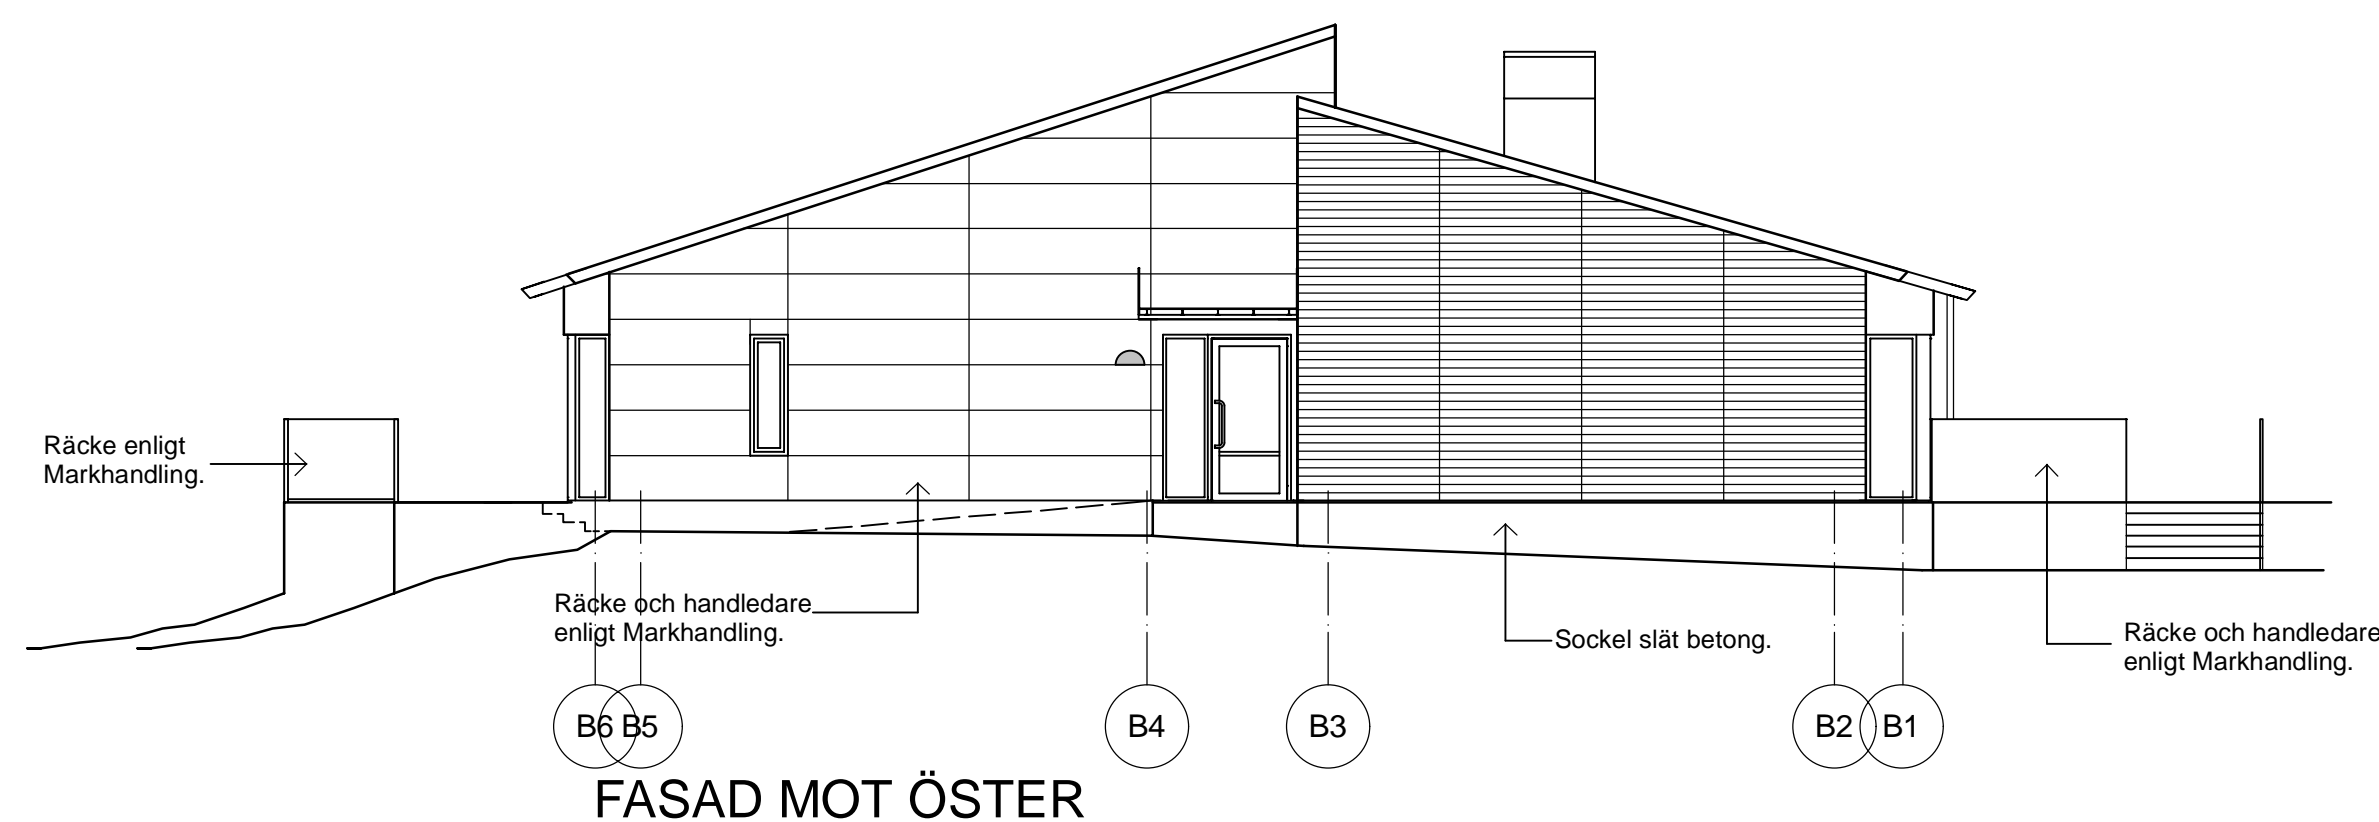 Räcke enligt
Markhandling.
Räcke och handledare
enligt Markhandling.
Sockel slät betong.
Räcke och handledare
enligt Markhandling.
B6 B5 B4 B3 B2 B1
FASAD MOT ÖSTER